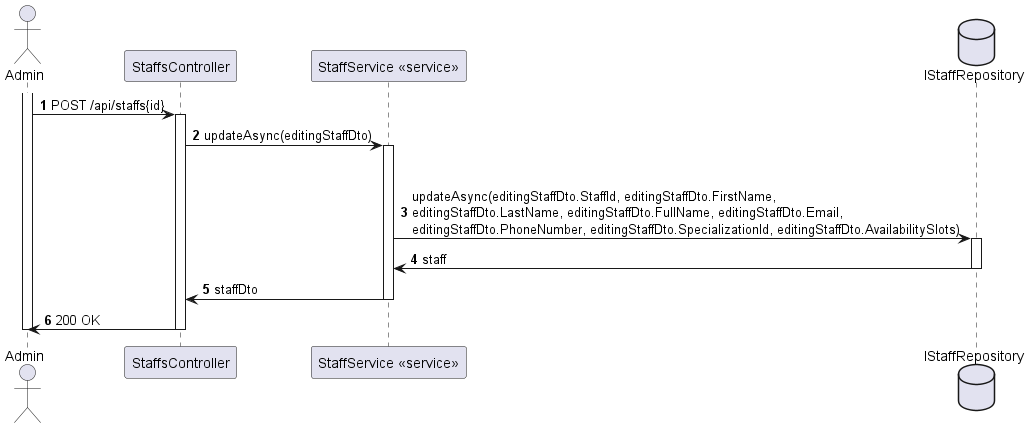 Admin
StaffsController
StaffService «service»
IStaffRepository
1 POST /api/staffs{id}
2 updateAsync(editingStaffDto)
updateAsync(editingStaffDto.StaffId, editingStaffDto.FirstName,
3 editingStaffDto.LastName, editingStaffDto.FullName, editingStaffDto.Email,
editingStaffDto.PhoneNumber, editingStaffDto.SpecializationId, editingStaffDto.AvailabilitySlots)
4 staff
5 staffDto
6 200 OK
Admin
StaffsController
StaffService «service»
IStaffRepository